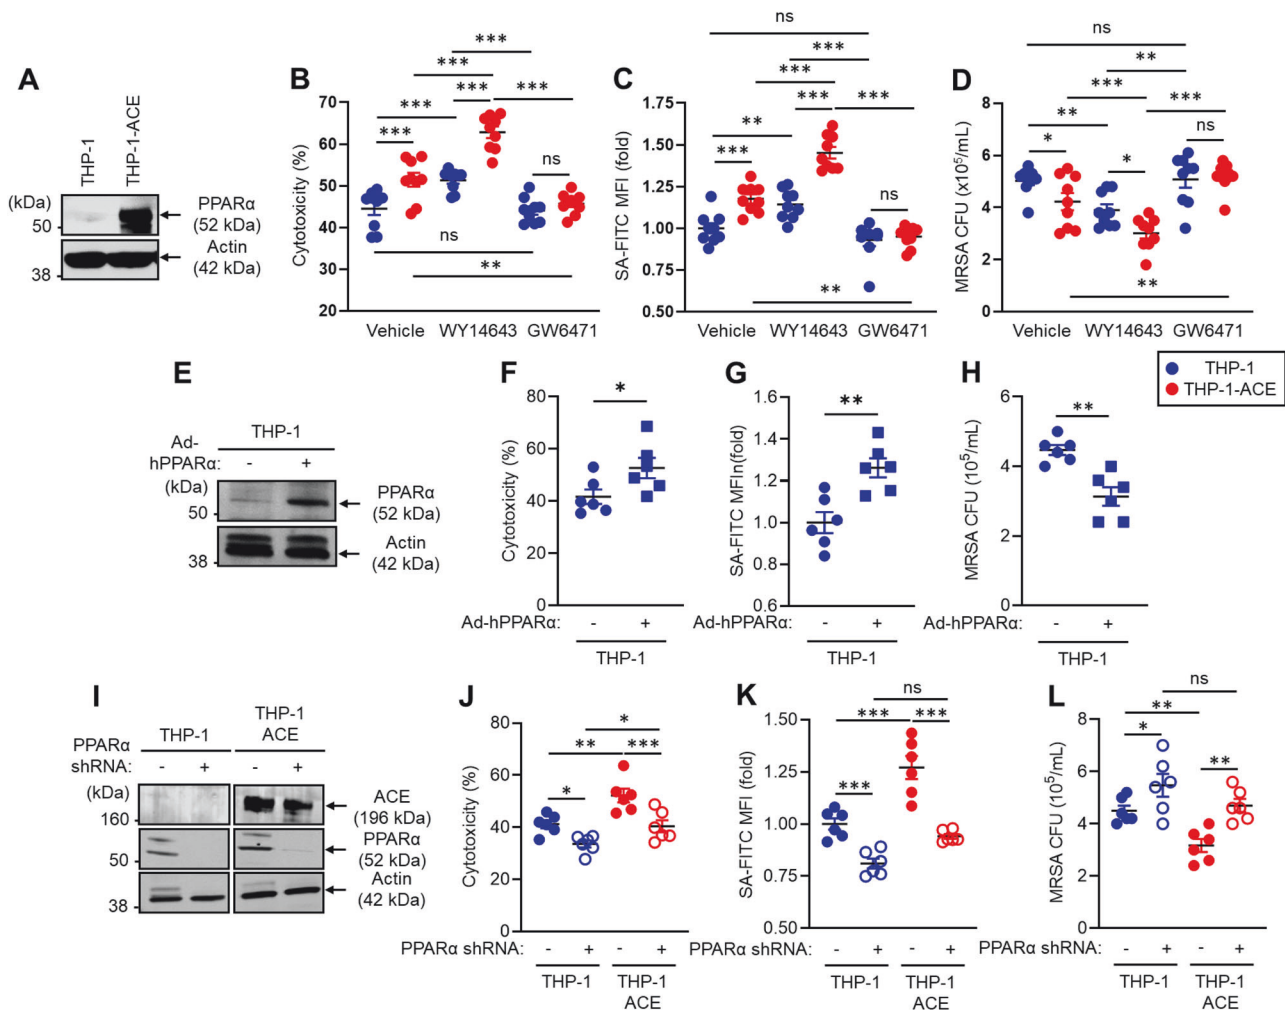 A
THP-1
THP-1-ACE
(kDa)
50
38
PPARα
(52 kDa)
Actin
(42 kDa)
B
Cytotoxicity (%)
70
60
50
40
30
20
***
***
***
***
***
***
ns
ns
**
Vehicle
WY14643
GW6471
C
SA-FITC MFI (fold)
1.75
1.50
1.25
1.00
0.75
0.50
ns
***
***
***
***
**
***
ns
**
Vehicle
WY14643
GW6471
D
MRSA CFU (x10⁵/mL)
8
6
4
2
0
ns
**
***
***
**
*
*
ns
**
Vehicle
WY14643
GW6471
THP-1
THP-1-ACE
E
THP-1
Ad-
hPPARα:
-
+
(kDa)
50
38
PPARα
(52 kDa)
Actin
(42 kDa)
F
Cytotoxicity (%)
80
60
40
20
0
*
Ad-hPPARα:
-
+
THP-1
G
SA-FITC MFIn(fold)
1.6
1.4
1.2
1.0
0.8
0.6
**
Ad-hPPARα:
-
+
THP-1
H
MRSA CFU (10⁵/mL)
6
4
2
0
**
Ad-hPPARα:
-
+
THP-1
I
THP-1
THP-1
ACE
PPARα
shRNA:
-
+
-
+
(kDa)
160
50
38
ACE
(196 kDa)
PPARα
(52 kDa)
Actin
(42 kDa)
J
Cytotoxicity (%)
80
60
40
20
0
*
**
***
*
PPARα shRNA:
-
+
-
+
THP-1
THP-1
ACE
K
SA-FITC MFI (fold)
1.50
1.25
1.00
0.75
0.50
ns
***
***
***
PPARα shRNA:
-
+
-
+
THP-1
THP-1
ACE
L
MRSA CFU (10⁵/mL)
8
6
4
2
0
ns
**
*
**
PPARα shRNA:
-
+
-
+
THP-1
THP-1
ACE